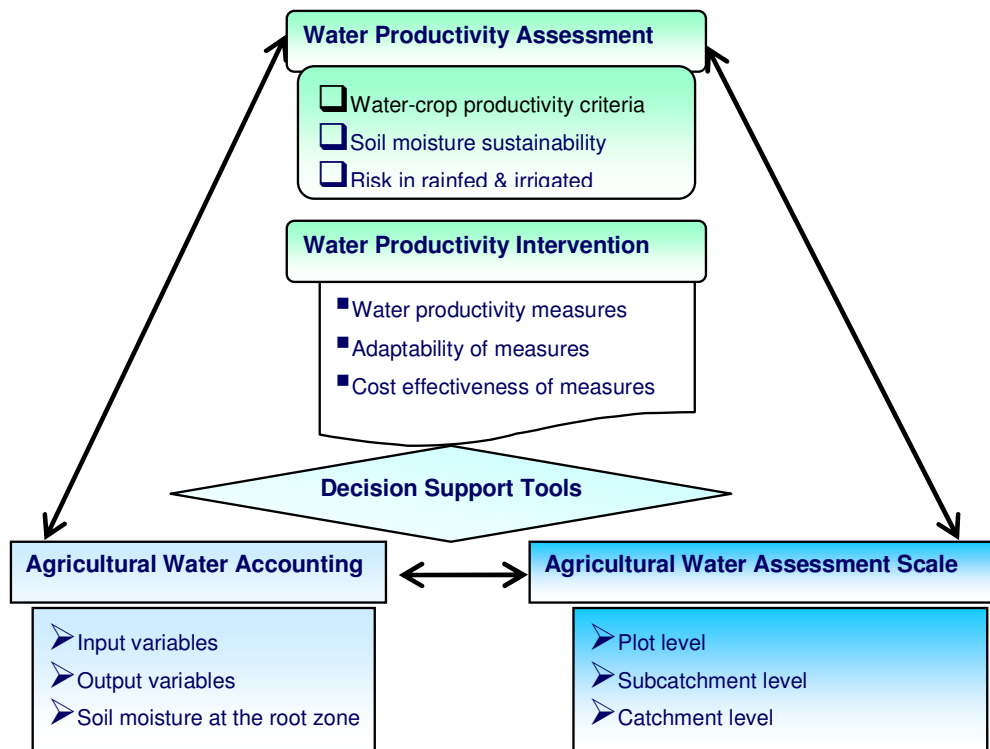 Water Productivity Assessment
Water-crop productivity criteria
Soil moisture sustainability
Risk in rainfed & irrigated
Water Productivity Intervention
Water productivity measures
Adaptability of measures
Cost effectiveness of measures
Decision Support Tools
Agricultural Water Accounting
Input variables
Output variables
Soil moisture at the root zone
Agricultural Water Assessment Scale
Plot level
Subcatchment level
Catchment level